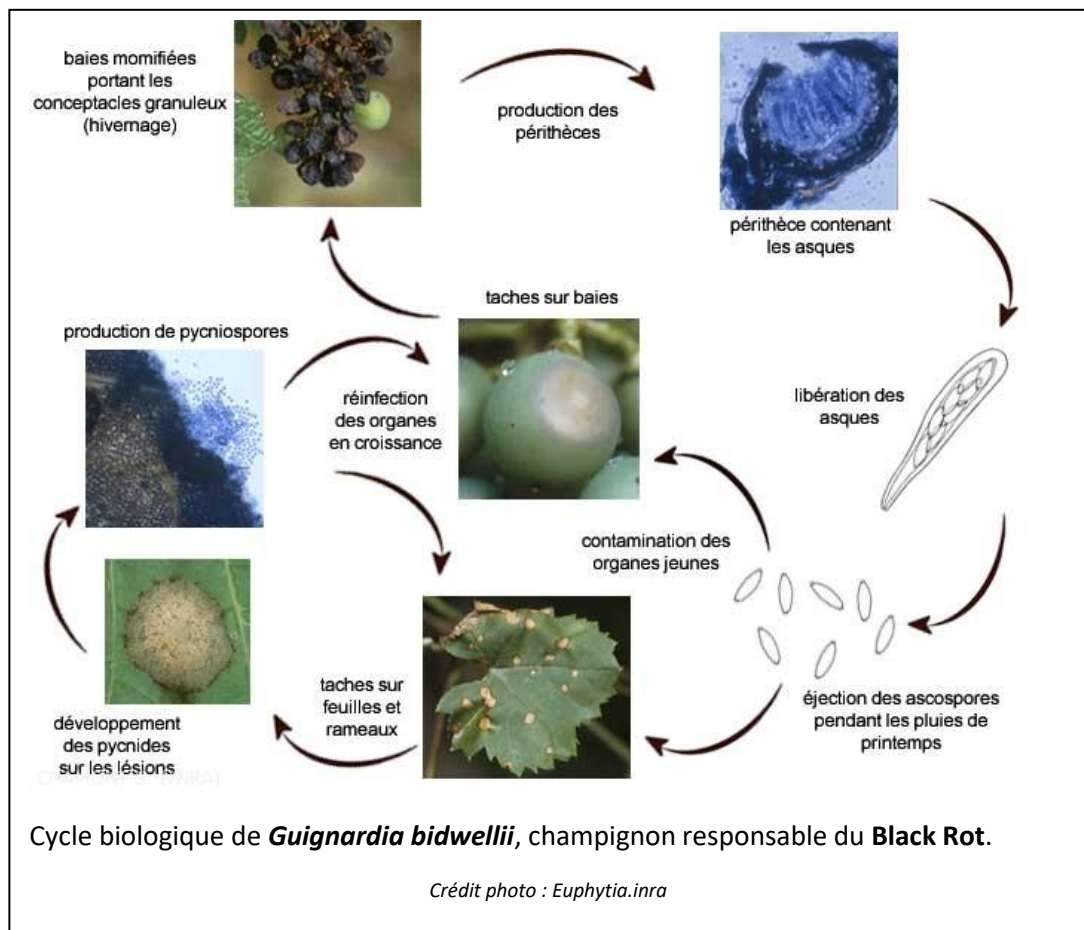 baies momifiées
portant les
conceptacles granuleux
(hivernage)
production des
périthèces
périthèce contenant
les asques
taches sur baies
production de pycniospores
réinfection
des organes
en croissance
libération des
asques
contamination des
organes jeunes
taches sur
feuilles et
rameaux
éjection des ascospores
pendant les pluies de
printemps
développement
des pycnides
sur les lésions
Cycle biologique de Guignardia bidwellii, champignon responsable du Black Rot.
Crédit photo : Euphytia.inra